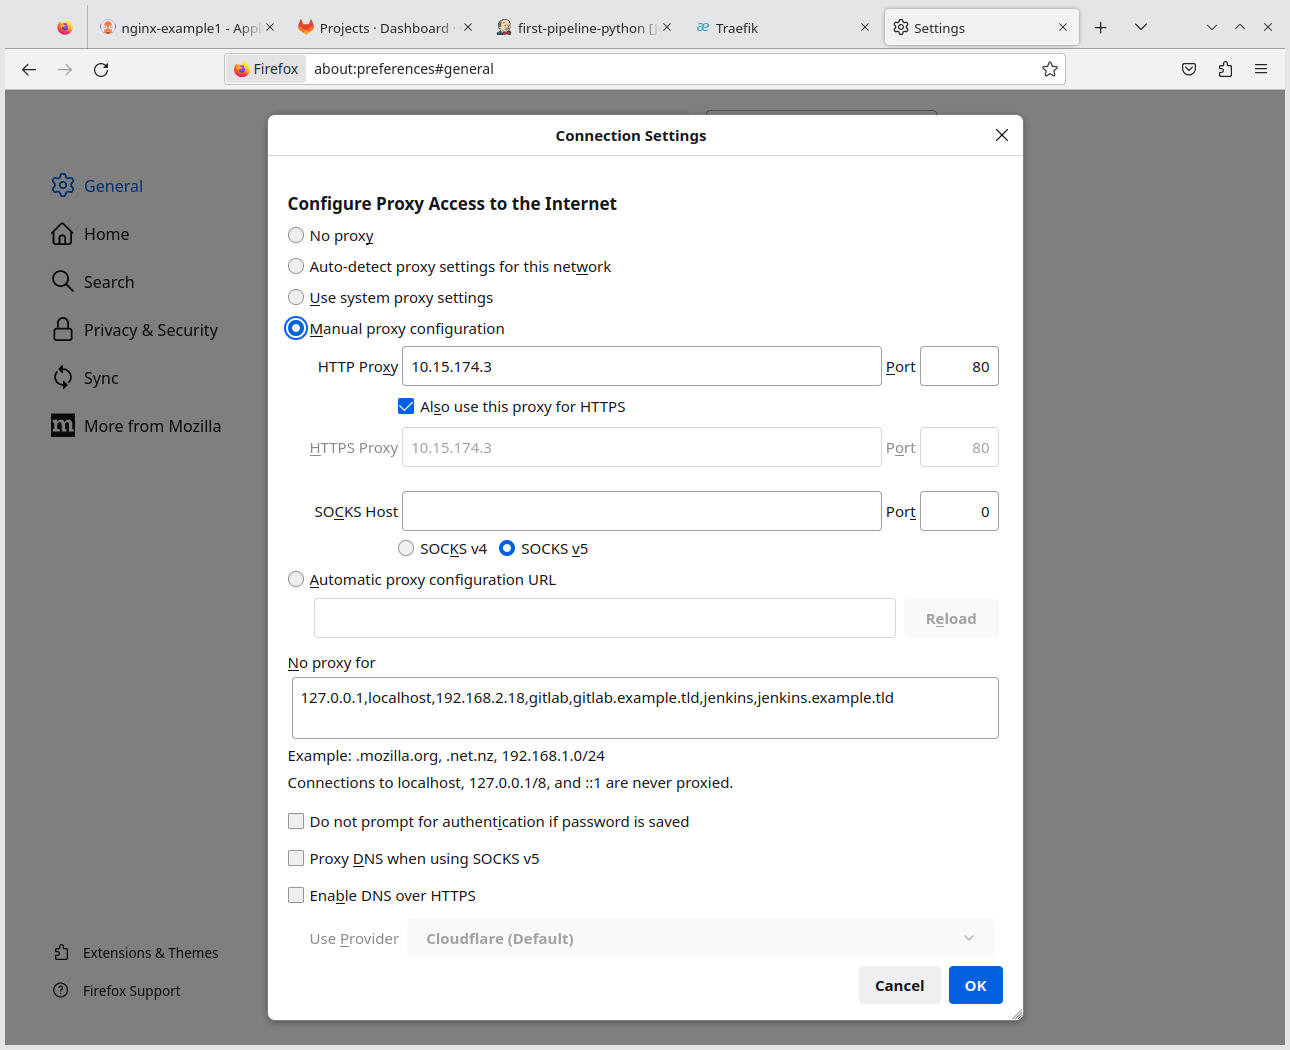 nginx-example1 - Appl
Projects · Dashboard ·
first-pipeline-python [J
Traefik
Settings
Firefox
about:preferences#general
Connection Settings
General
Home
Search
Privacy & Security
Sync
More from Mozilla
Extensions & Themes
Firefox Support
Configure Proxy Access to the Internet
No proxy
Auto-detect proxy settings for this network
Use system proxy settings
Manual proxy configuration
HTTP Proxy 10.15.174.3 Port 80
Also use this proxy for HTTPS
HTTPS Proxy 10.15.174.3 Port 80
SOCKS Host Port 0
SOCKS v4 SOCKS v5
Automatic proxy configuration URL
Reload
No proxy for
127.0.0.1,localhost,192.168.2.18,gitlab,gitlab.example.tld,jenkins,jenkins.example.tld
Example: .mozilla.org, .net.nz, 192.168.1.0/24
Connections to localhost, 127.0.0.1/8, and ::1 are never proxied.
Do not prompt for authentication if password is saved
Proxy DNS when using SOCKS v5
Enable DNS over HTTPS
Use Provider Cloudflare (Default)
Cancel OK